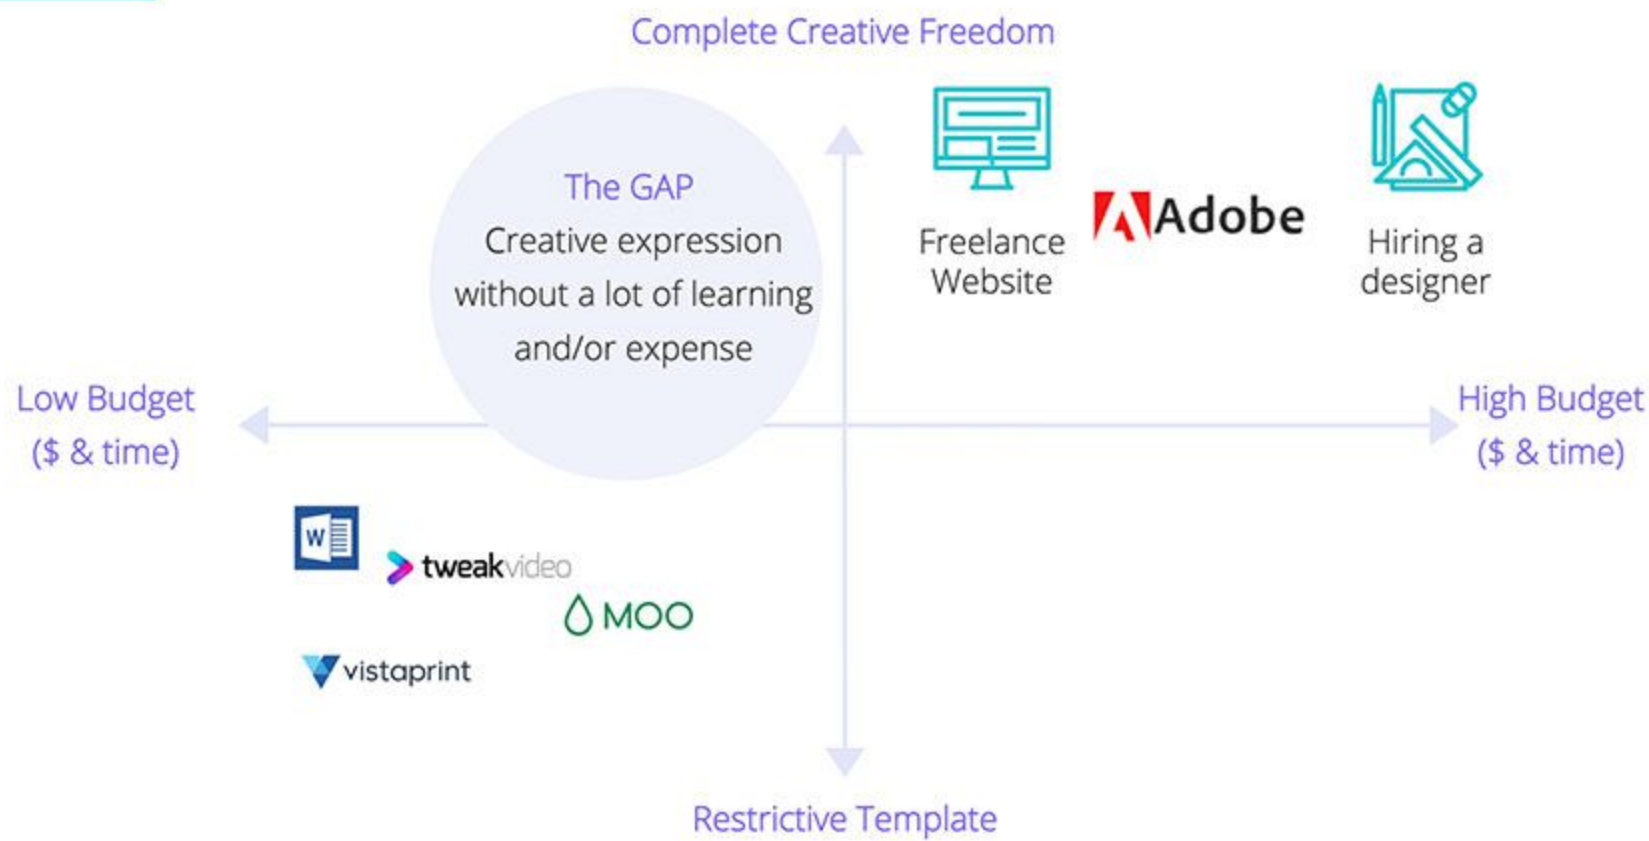 Complete Creative Freedom
The GAP
Creative expression
without a lot of learning
and/or expense
Freelance
Website
Adobe
Hiring a
designer
Low Budget
($ & time)
High Budget
($ & time)
W
tweakvideo
MOO
vistaprint
Restrictive Template